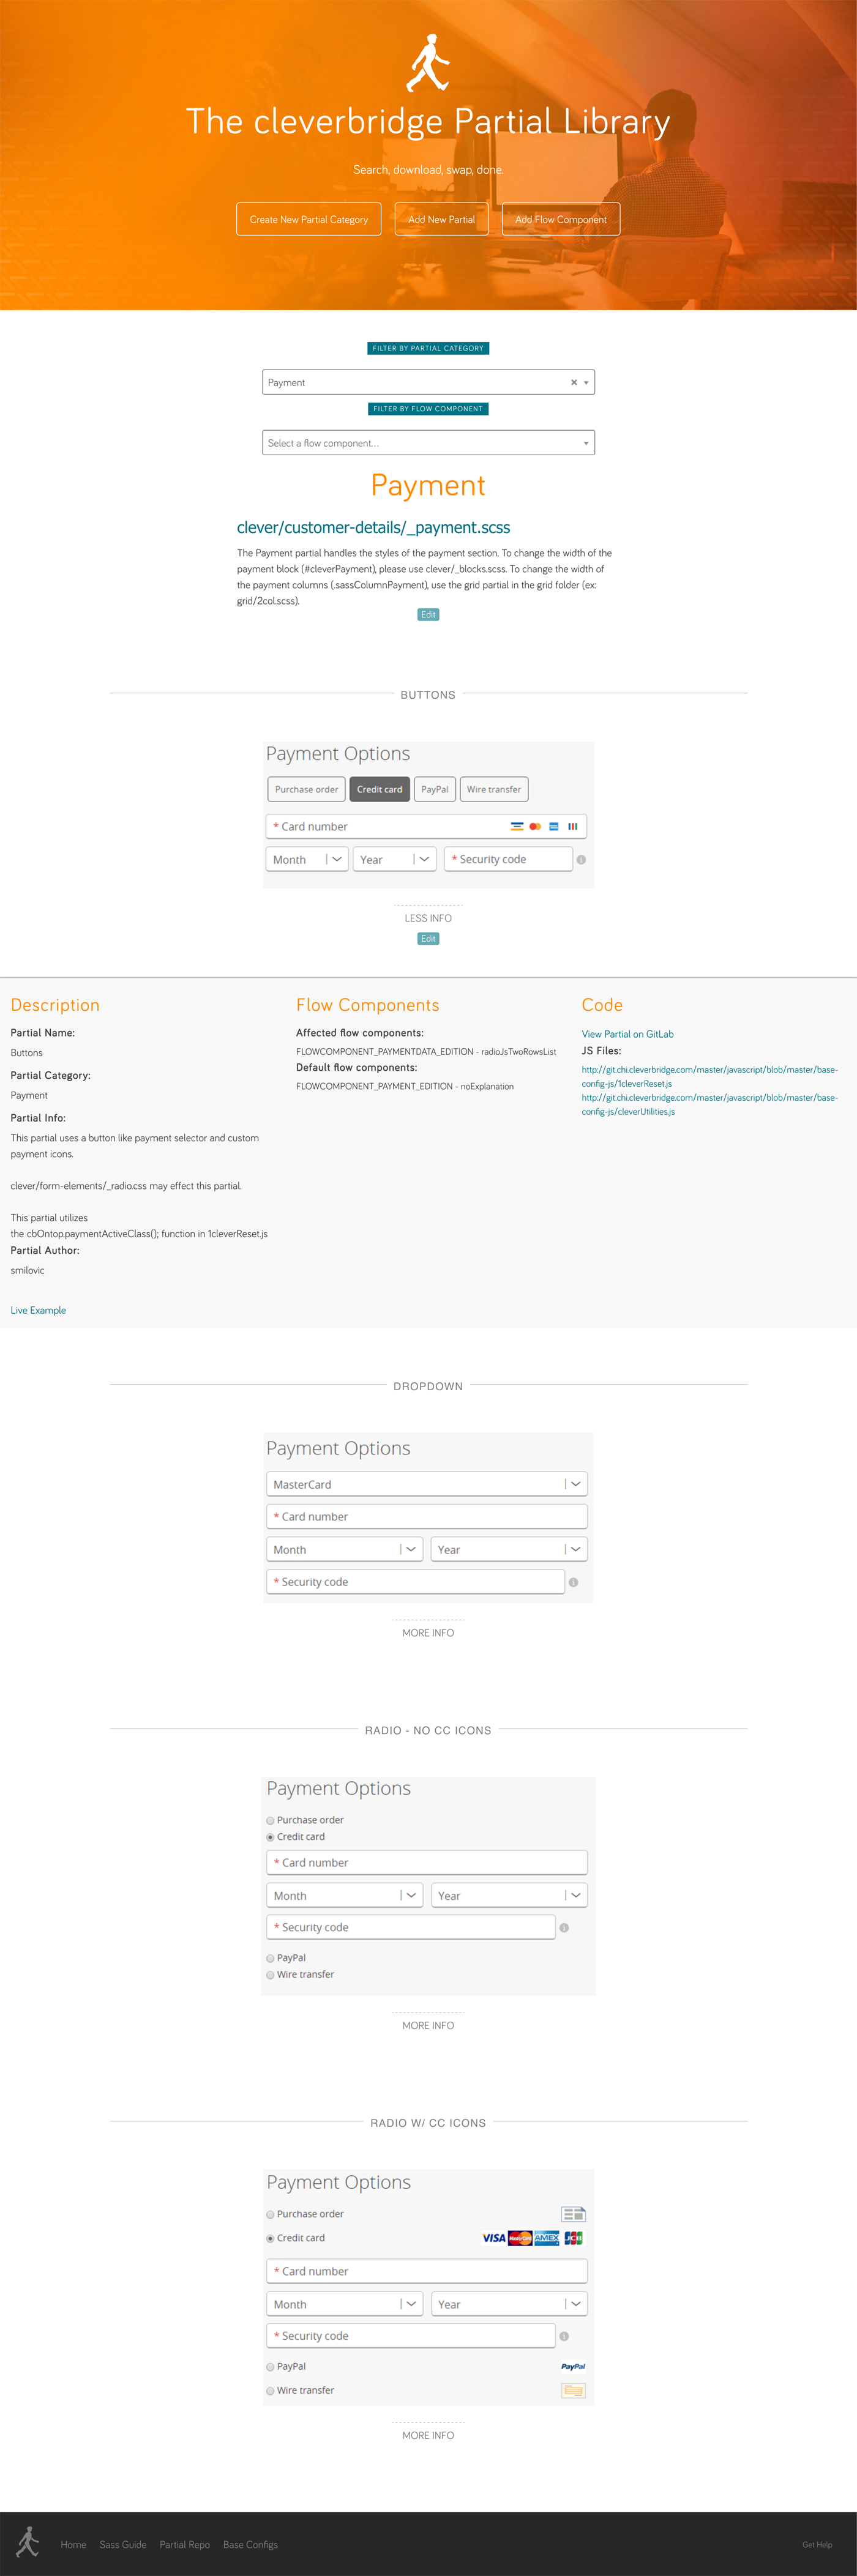 The cleverbridge Partial Library
Search, download, swap, done.
Create New Partial Category Add New Partial Add Flow Component
FILTER BY PARTIAL CATEGORY
Payment × ▾
FILTER BY FLOW COMPONENT
Select a flow component... ▾
Payment
clever/customer-details/_payment.scss
The Payment partial handles the styles of the payment section. To change the width of the
payment block (#cleverPayment), please use clever/_blocks.scss. To change the width of
the payment columns (.sassColumnPayment), use the grid partial in the grid folder (ex:
grid/2col.scss).
Edit
BUTTONS
Payment Options
Purchase order Credit card PayPal Wire transfer
* Card number
Month Year * Security code i
LESS INFO
Edit
Description
Partial Name:
Buttons
Partial Category:
Payment
Partial Info:
This partial uses a button like payment selector and custom
payment icons.
clever/form-elements/_radio.css may effect this partial.
This partial utilizes
the cbOntop.paymentActiveClass(); function in 1cleverReset.js
Partial Author:
smilovic
Live Example
Flow Components
Affected flow components:
FLOWCOMPONENT_PAYMENTDATA_EDITION - radioJsTwoRowsList
Default flow components:
FLOWCOMPONENT_PAYMENT_EDITION - noExplanation
Code
View Partial on GitLab
JS Files:
http://git.chi.cleverbridge.com/master/javascript/blob/master/base-
config-js/1cleverReset.js
http://git.chi.cleverbridge.com/master/javascript/blob/master/base-
config-js/cleverUtilities.js
DROPDOWN
Payment Options
MasterCard
* Card number
Month Year
* Security code i
MORE INFO
RADIO - NO CC ICONS
Payment Options
Purchase order
Credit card
* Card number
Month Year
* Security code i
PayPal
Wire transfer
MORE INFO
RADIO W/ CC ICONS
Payment Options
Purchase order
Credit card VISA MasterCard AMEX JCB
* Card number
Month Year
* Security code i
PayPal PayPal
Wire transfer
MORE INFO
Home Sass Guide Partial Repo Base Configs Get Help